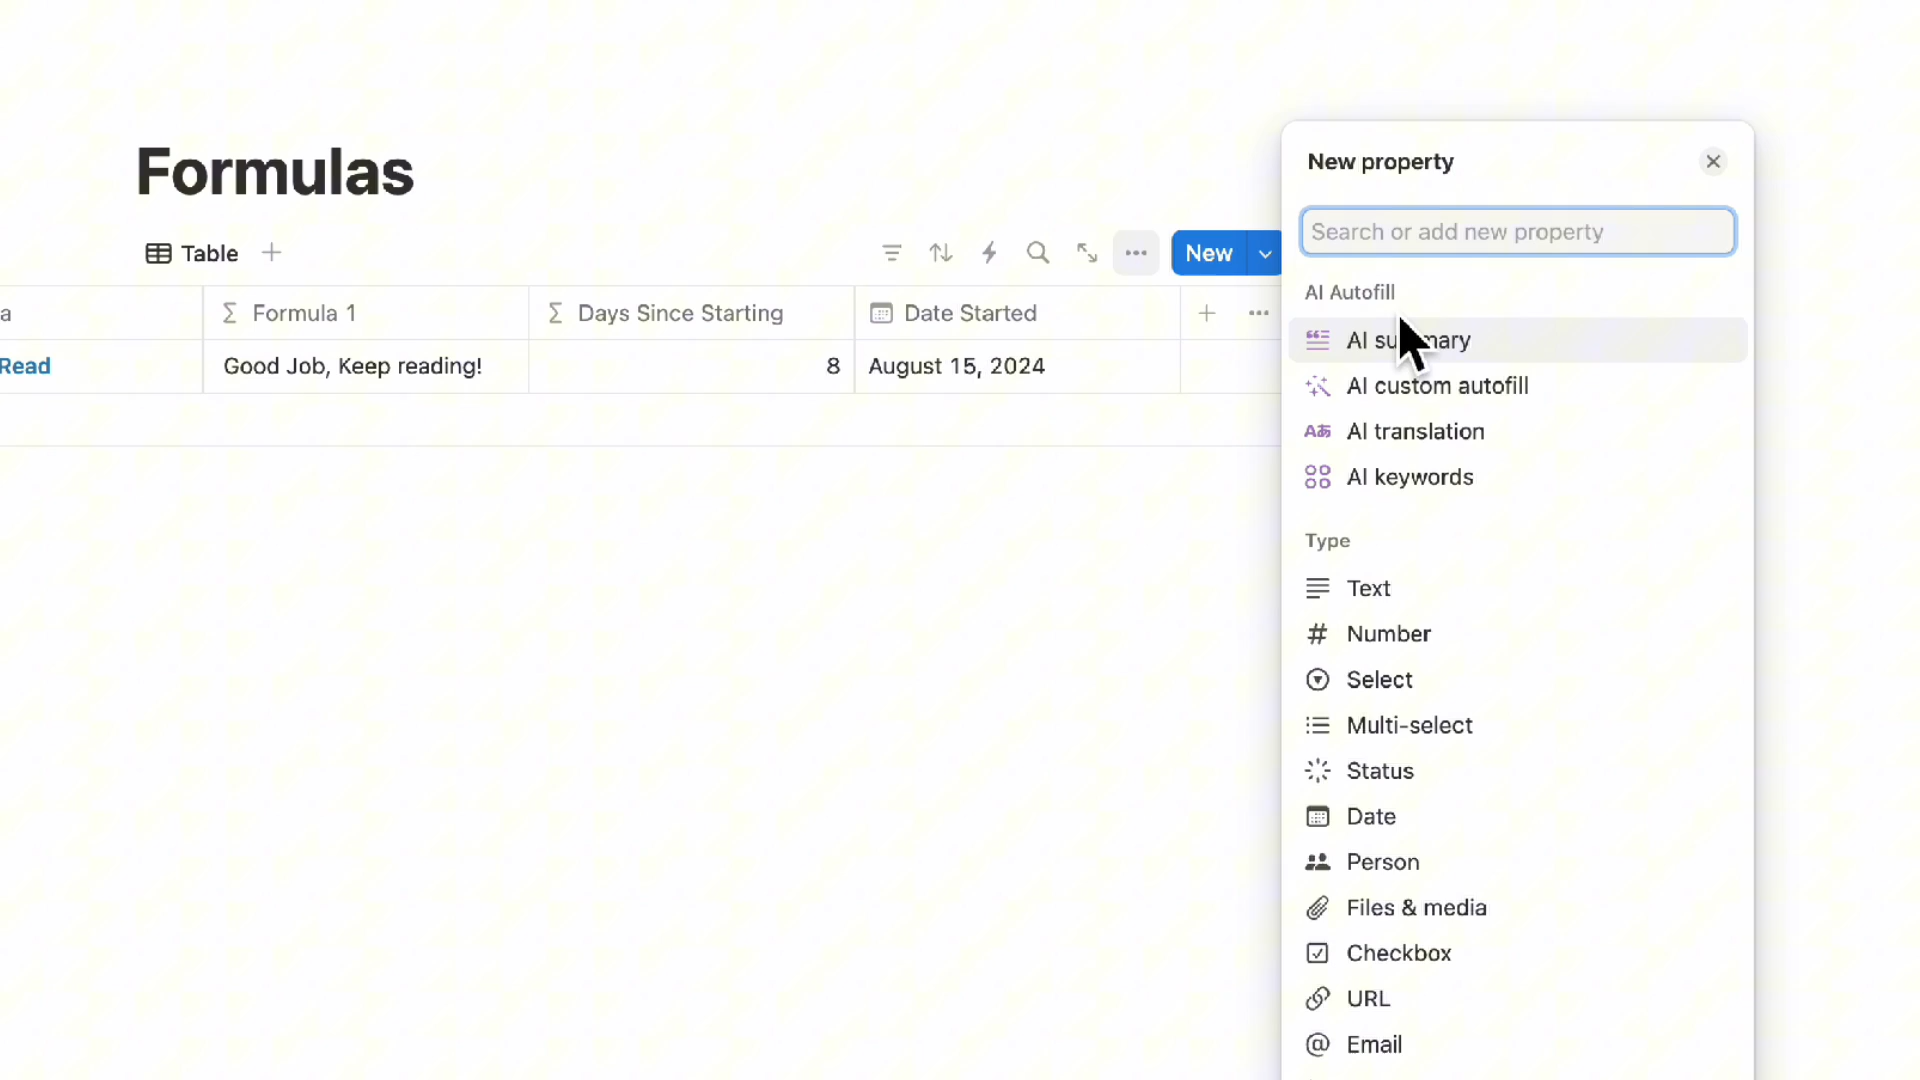 Formulas
Table
New
a
Formula 1
Days Since Starting
Date Started
Read
Good Job, Keep reading!
8
August 15, 2024
New property
Search or add new property
AI Autofill
AI summary
AI custom autofill
AI translation
AI keywords
Type
Text
Number
Select
Multi-select
Status
Date
Person
Files & media
Checkbox
URL
Email